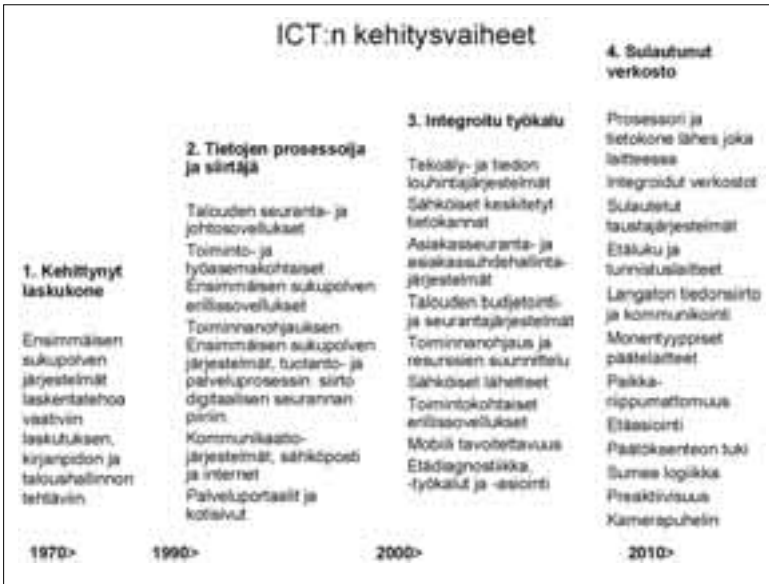 ICT:n kehitysvaiheet
1. Kehittynyt
laskukone
Ensimmäisen
sukupolven
järjestelmät
laskentatehoa
vaativiin
laskutuksen,
kirjanpidon ja
taloushallinnon
tehtäviin
1970>
2. Tietojen prosessoija
ja siirtäjä
Talouden seuranta- ja
johtosovellukset
Toiminto- ja
työasemakohtaiset
Ensimmäisen sukupolven
erillissovellukset
Toiminnanohjauksen
Ensimmäisen sukupolven
järjestelmät, tuotanto- ja
palveluprosessin siirto
digitaalisen seurannan
piiriin
Kommunikaatio-
järjestelmät, sähköposti
ja internet
Palveluportaalit ja
kotisivut
1990>
3. Integroitu työkalu
Tekoäly- ja tiedon
louhintajärjestelmät
Sähköiset keskitetyt
tietokannat
Asiakasseuranta- ja
asiakassuhdehallinta-
järjestelmät
Talouden budjetointi-
ja seurantajärjestelmät
Toiminnanohjaus ja
resurssien suunnittelu
Sähköiset lähetteet
Toimintokohtaiset
erillissovellukset
Mobiili tavoitettavuus
Etädiagnostiikka,
-työkalut ja -asiointi
2000>
4. Sulautunut
verkosto
Prosessori ja
tietokone lähes joka
laitteessa
Integroidut verkostot
Sulautetut
taustajärjestelmät
Etäluku ja
tunnistuslaitteet
Langaton tiedonsiirto
ja kommunikointi
Monentyyppiset
päätelaitteet
Paikka-
riippumattomuus
Etäasiointi
Päätöksenteon tuki
Sumea logiikka
Preaktiivisuus
Kamerapuhelin
2010>